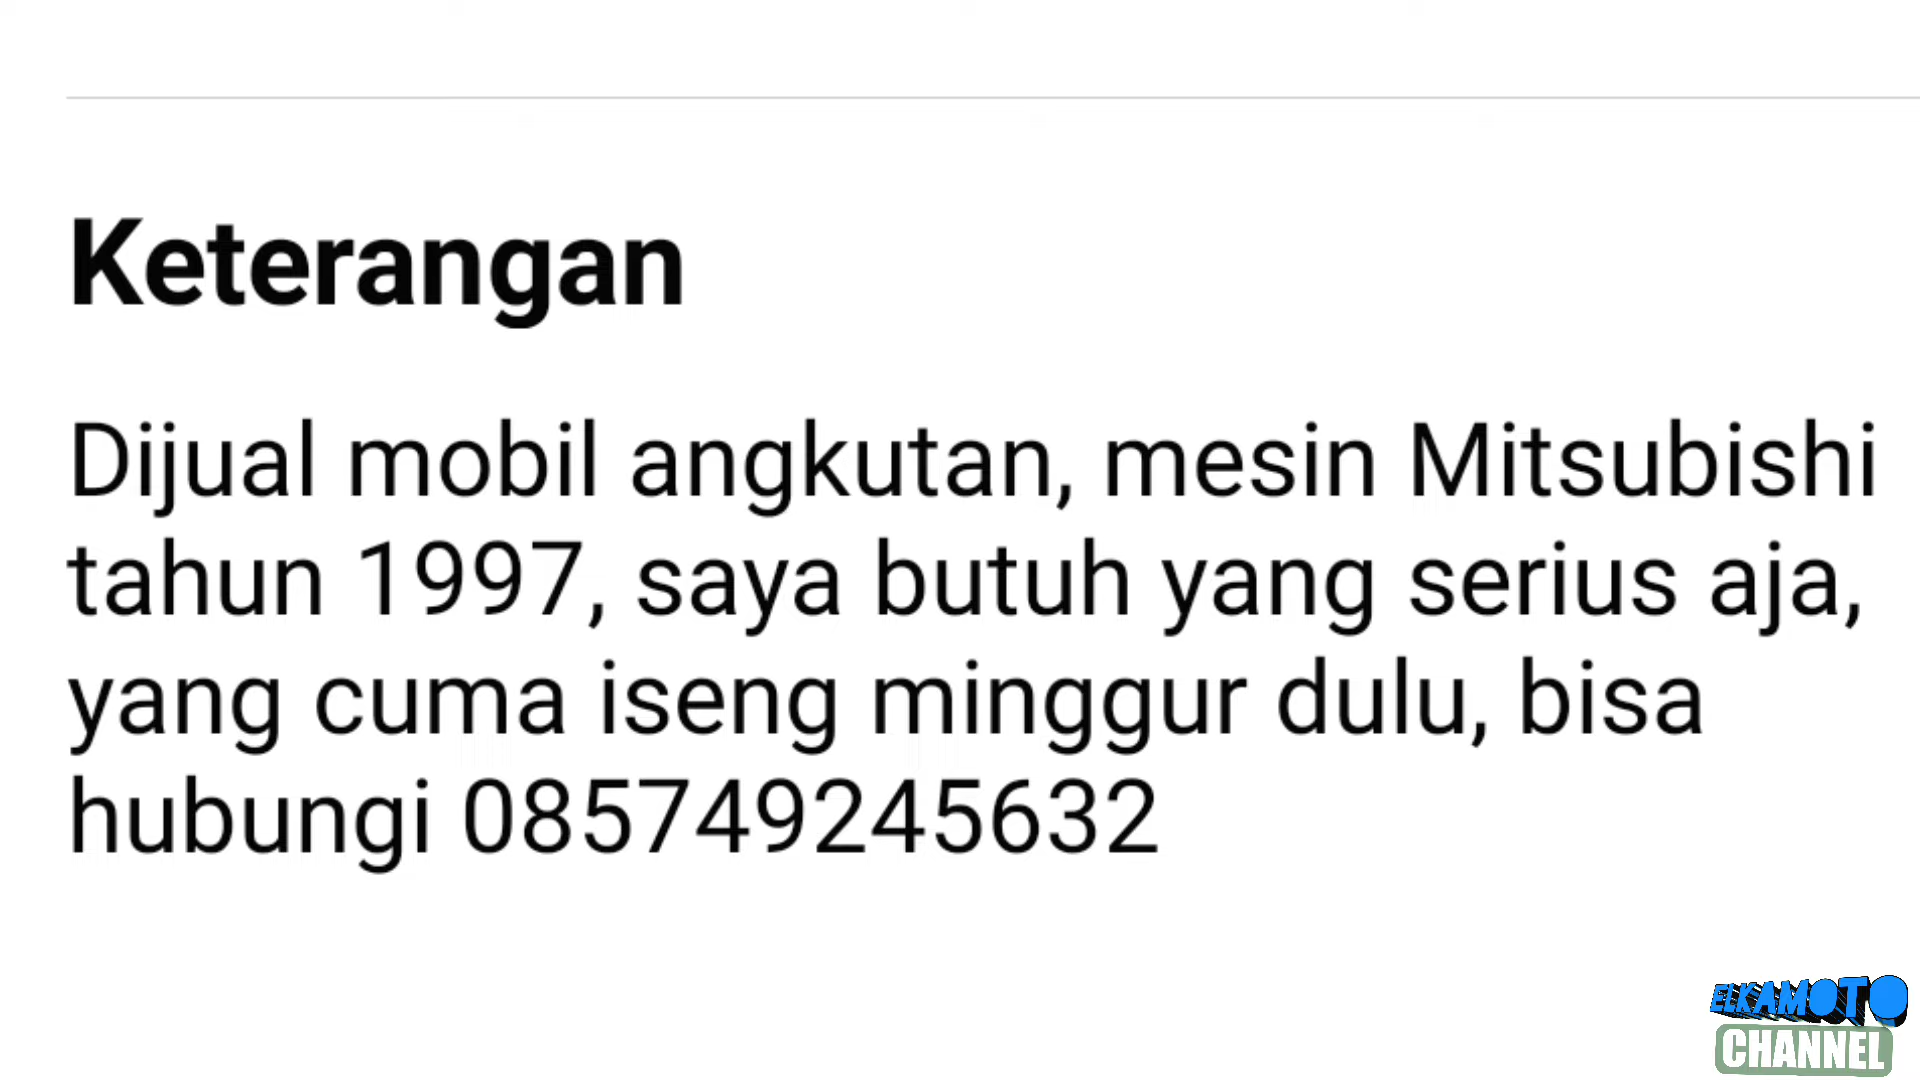 Keterangan
Dijual mobil angkutan, mesin Mitsubishi
tahun 1997, saya butuh yang serius aja,
yang cuma iseng minggur dulu, bisa
hubungi 085749245632
ELKAMOTO
CHANNEL